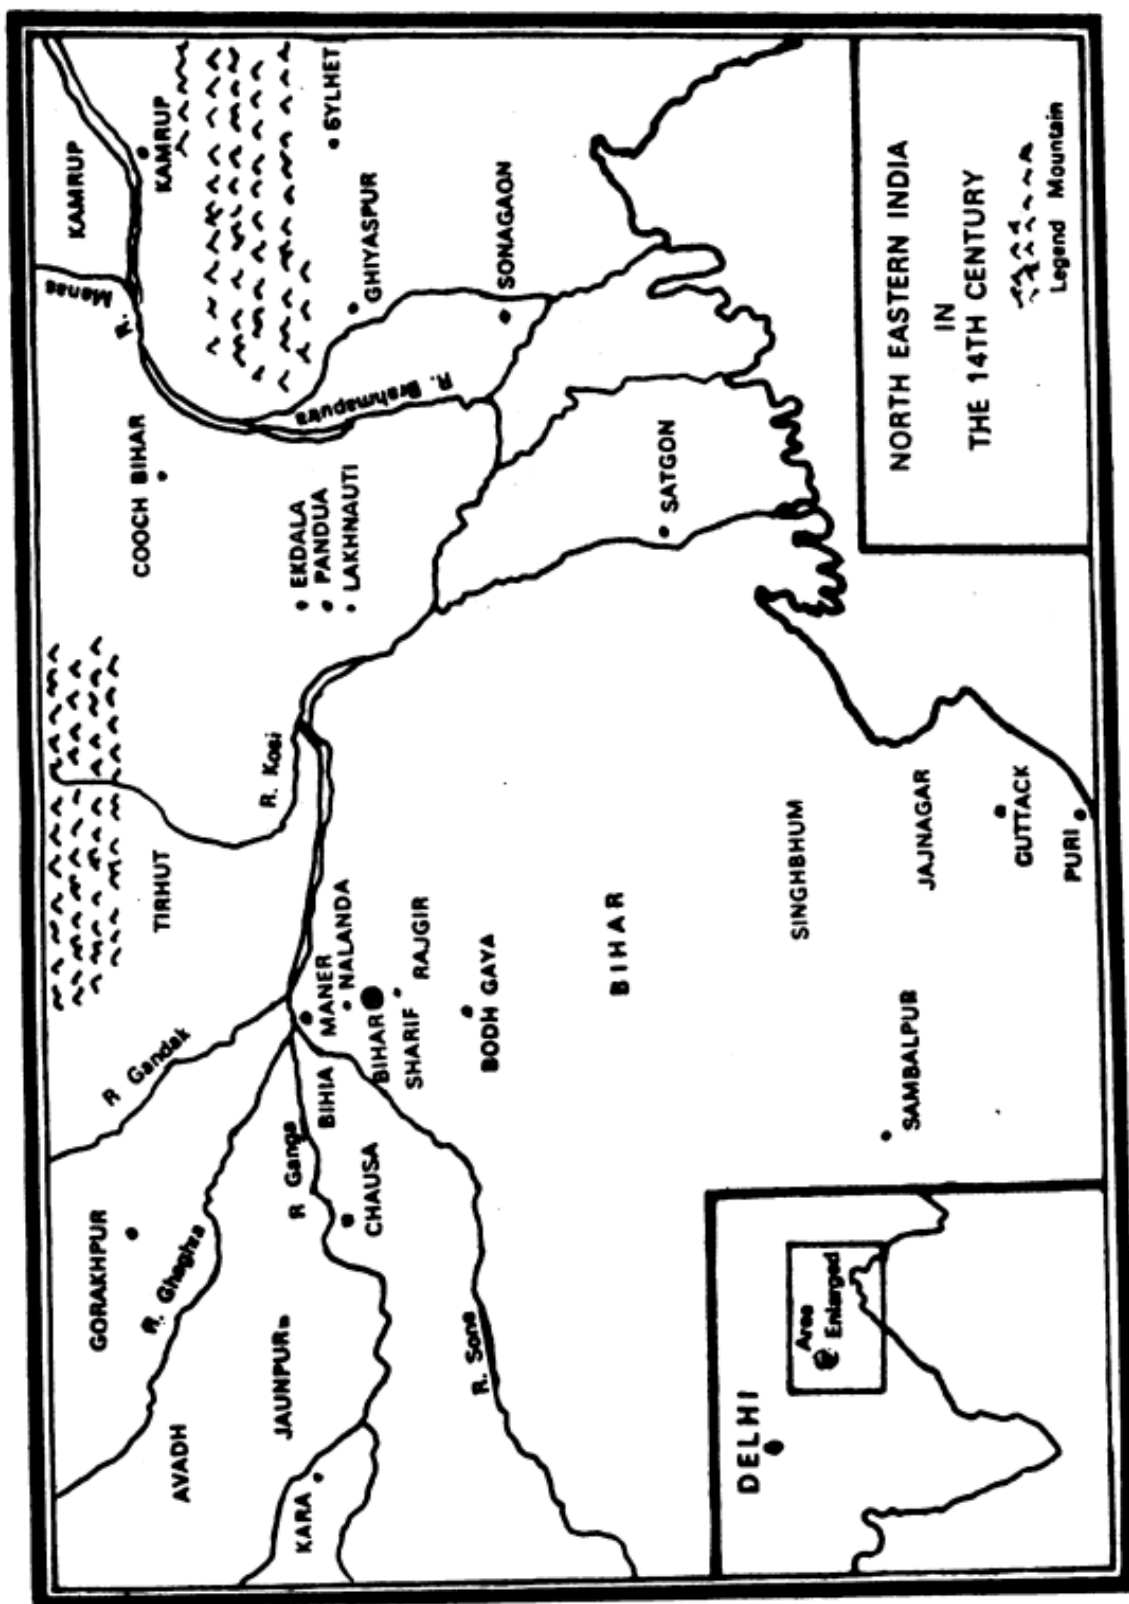 NORTH EASTERN INDIA
IN
THE 14TH CENTURY
Legend Mountain
KAMRUP
KAMRUP
R. Manas
SYLHET
GHIYASPUR
SONAGAON
R. Brahmaputra
COOCH BIHAR
EKDALA
PANDUA
LAKHNAUTI
SATGON
R. Kosi
TIRHUT
R Gandak
MANER
NALANDA
BIHAR
SHARIF
RAJGIR
BODH GAYA
BIHIA
R Ganga
CHAUSA
GORAKHPUR
R. Ghaghra
AVADH
JAUNPUR
KARA
R. Sone
BIHAR
SINGHBHUM
JAJNAGAR
GUTTACK
PURI
SAMBALPUR
DELHI
Area
Enlarged